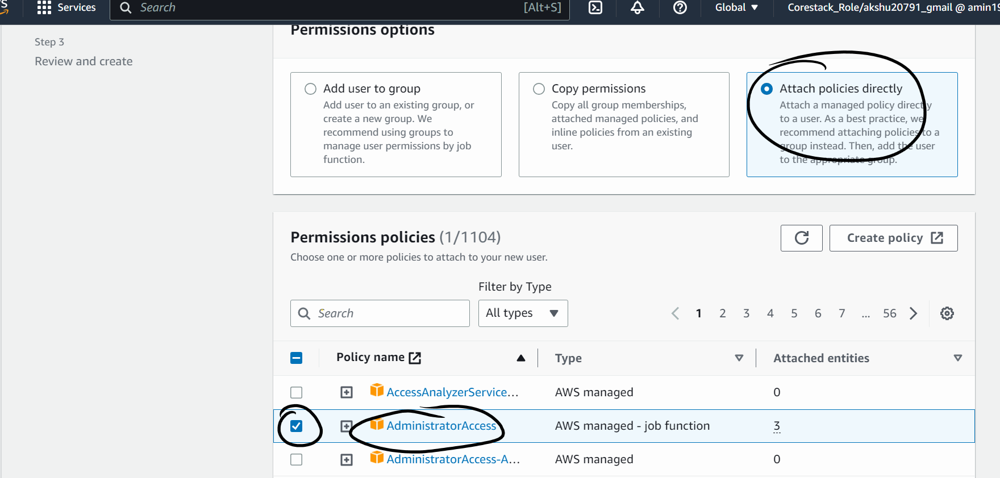 Services
Search
[Alt+S]
Global
Corestack_Role/akshu20791_gmail @
Step 3
Review and create
Permissions options
Add user to group
Add user to an existing group, or
create a new group. We
recommend using groups to
manage user permissions by job
function.
Copy permissions
Copy all group memberships,
attached managed policies, and
inline policies from an existing
user.
Attach policies directly
Attach a managed policy directly
to a user. As a best practice, we
recommend attaching policies to a
group instead. Then, add the user
to the appropriate group.
Permissions policies (1/1104)
Choose one or more policies to attach to your new user.
Create policy
Filter by Type
Search
All types
1 2 3 4 5 6 7 ... 56
Policy name Type Attached entities
AccessAnalyzerService... AWS managed 0
AdministratorAccess AWS managed - job function 3
AdministratorAccess-A... AWS managed 0